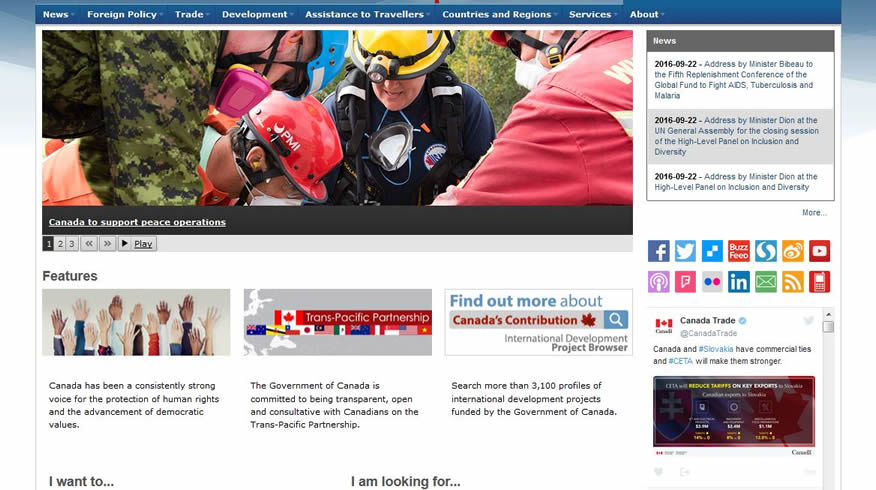 News Foreign Policy Trade Development Assistance to Travellers Countries and Regions Services About
PMI
Canada to support peace operations
1 2 3 Play
News
2016-09-22 - Address by Minister Bibeau to
the Fifth Replenishment Conference of the
Global Fund to Fight AIDS, Tuberculosis and
Malaria
2016-09-22 - Address by Minister Dion at the
UN General Assembly for the closing session
of the High-Level Panel on Inclusion and
Diversity
2016-09-22 - Address by Minister Dion at the
High-Level Panel on Inclusion and Diversity
More...
BUZZ
FEED
Features
Trans-Pacific Partnership
Find out more about
Canada's Contribution
International Development
Project Browser
Canada has been a consistently strong
voice for the protection of human rights
and the advancement of democratic
values.
The Government of Canada is
committed to being transparent, open
and consultative with Canadians on the
Trans-Pacific Partnership.
Search more than 3,100 profiles of
international development projects
funded by the Government of Canada.
Canada Trade
@CanadaTrade
Canada and #Slovakia have commercial ties
and #CETA will make them stronger.
CETA will REDUCE TARIFFS ON KEY EXPORTS to Slovakia
Canadian exports to Slovakia
Canada
I want to...
I am looking for...